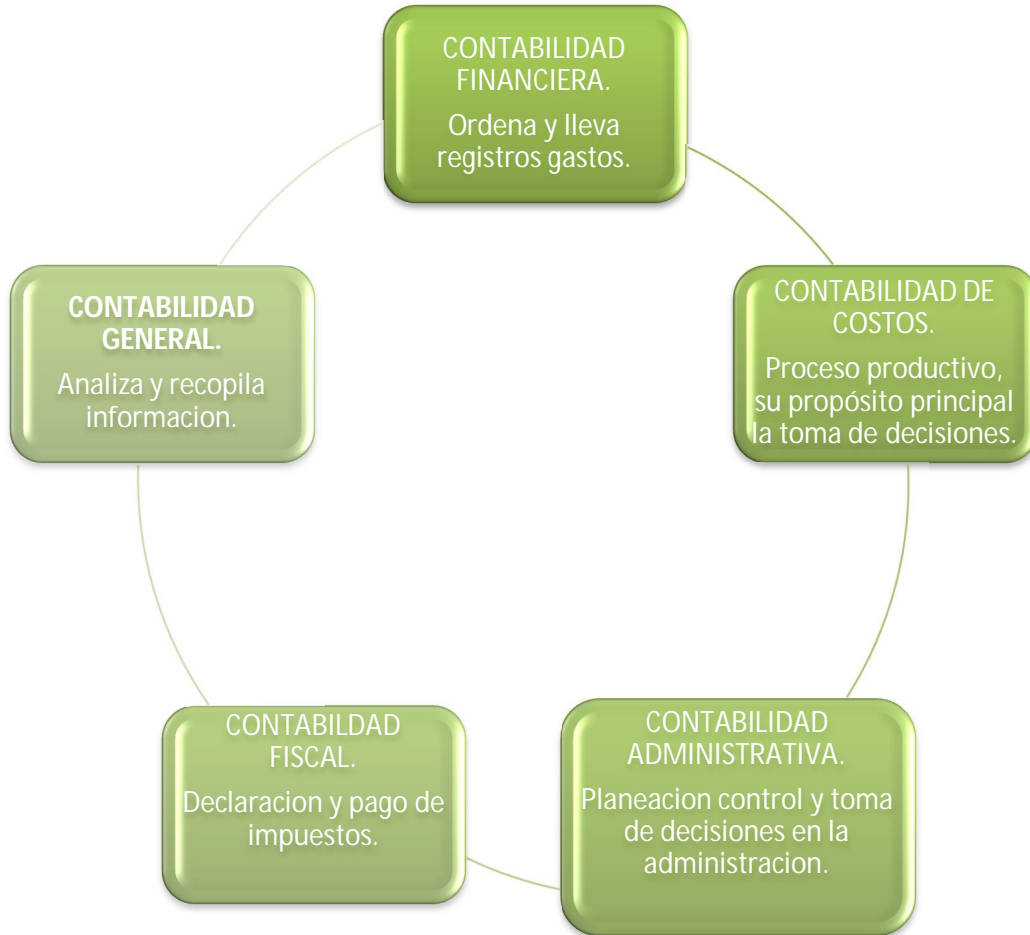 CONTABILIDAD
FINANCIERA.
Ordena y lleva
registros gastos.
CONTABILIDAD DE
COSTOS.
Proceso productivo,
su propósito principal
la toma de decisiones.
CONTABILIDAD
ADMINISTRATIVA.
Planeacion control y toma
de decisiones en la
administracion.
CONTABILDAD
FISCAL.
Declaracion y pago de
impuestos.
CONTABILIDAD
GENERAL.
Analiza y recopila
informacion.